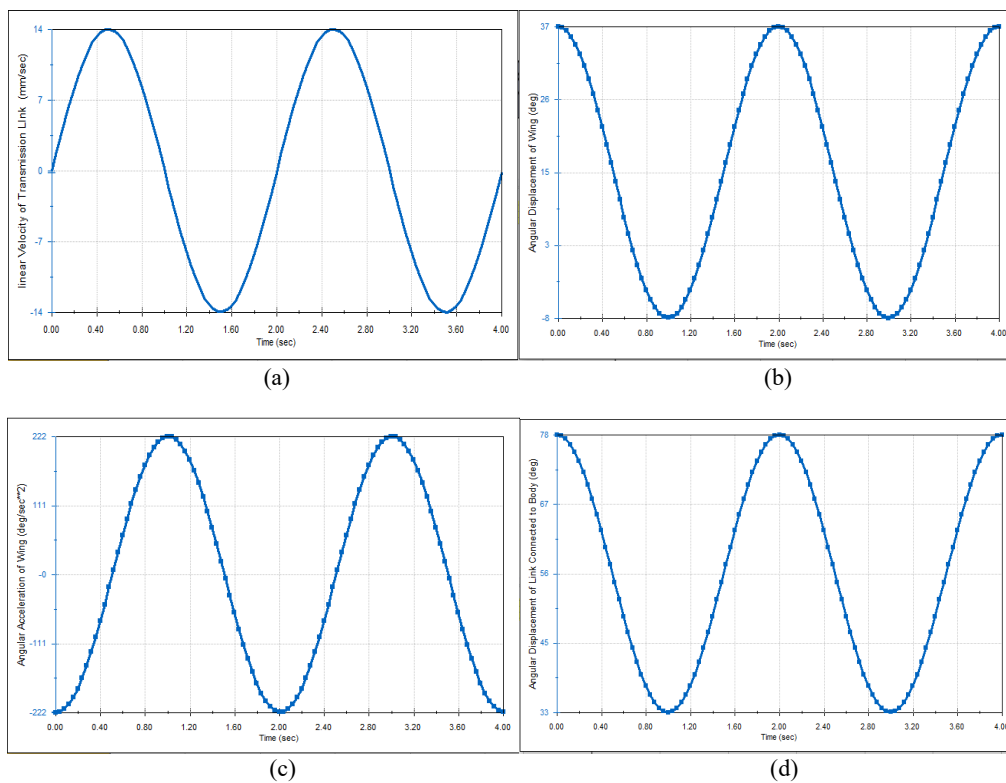 linear Velocity of Transmission LInk (mm/sec)
14
7
0
-7
-14
0.00 0.40 0.80 1.20 1.60 2.00 2.40 2.80 3.20 3.60 4.00
Time (sec)
(a)
Angular Displacement of Wing (deg)
37
26
15
3
-8
0.00 0.40 0.80 1.20 1.60 2.00 2.40 2.80 3.20 3.60 4.00
Time (sec)
(b)
Angular Acceleration of Wing (deg/sec**2)
222
111
-0
-111
-222
0.00 0.40 0.80 1.20 1.60 2.00 2.40 2.80 3.20 3.60 4.00
Time (sec)
(c)
Angular Displacement of Link Connected to Body (deg)
78
67
56
45
33
0.00 0.40 0.80 1.20 1.60 2.00 2.40 2.80 3.20 3.60 4.00
Time (sec)
(d)